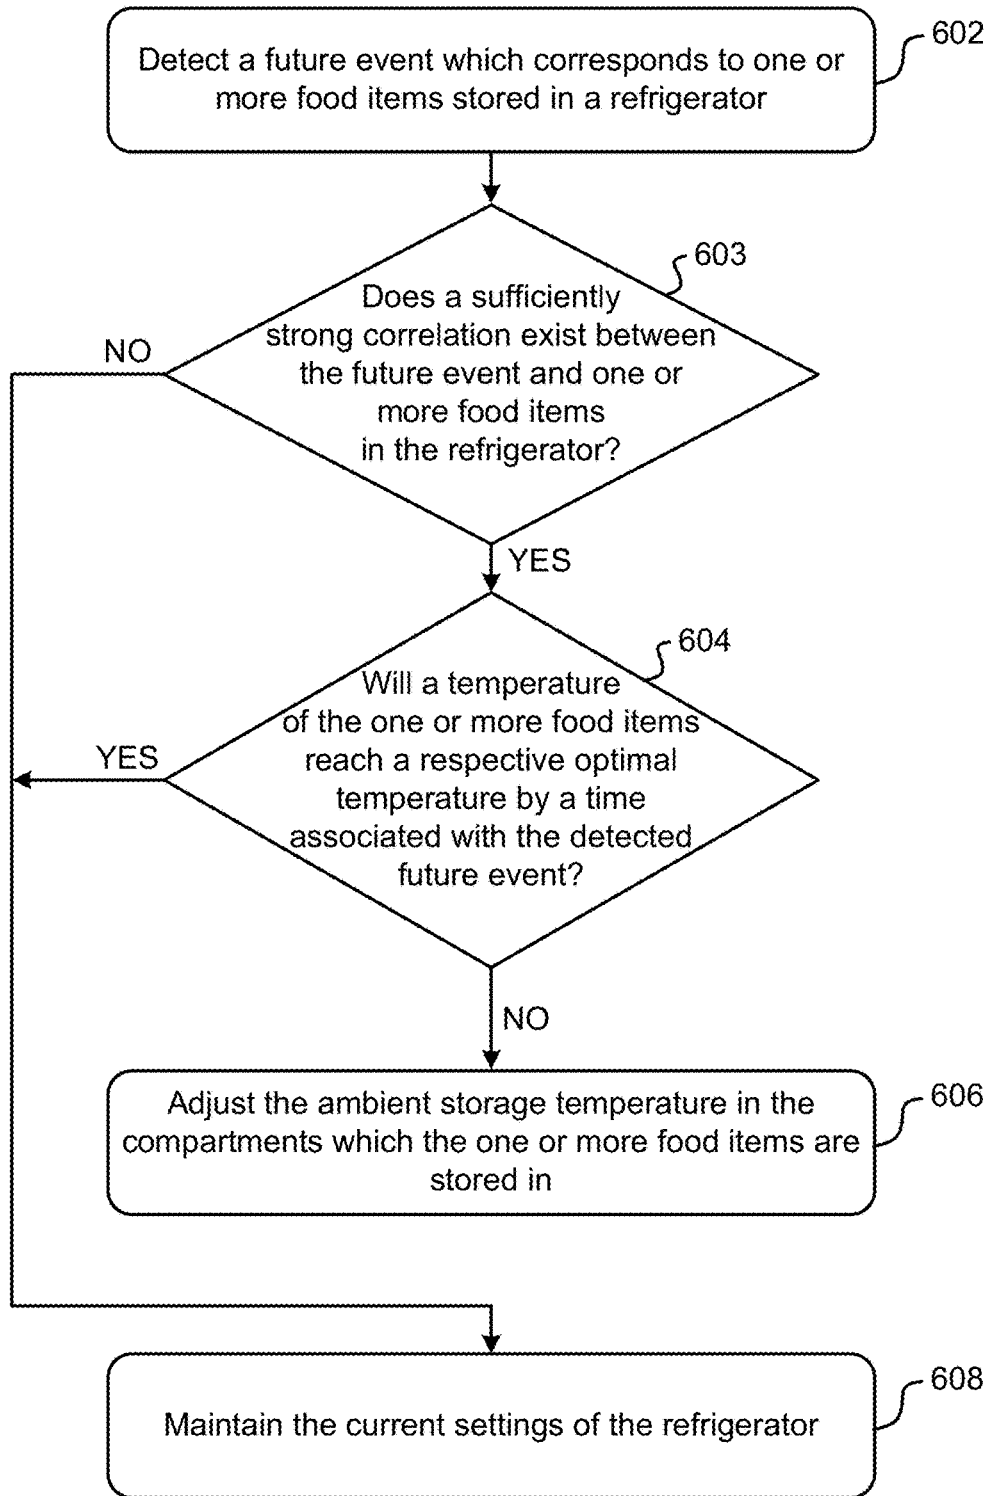 Detect a future event which corresponds to one or
more food items stored in a refrigerator
602
603
Does a sufficiently
strong correlation exist between
the future event and one or
more food items
in the refrigerator?
NO
YES
604
Will a temperature
of the one or more food items
reach a respective optimal
temperature by a time
associated with the detected
future event?
YES
NO
606
Adjust the ambient storage temperature in the
compartments which the one or more food items are
stored in
608
Maintain the current settings of the refrigerator